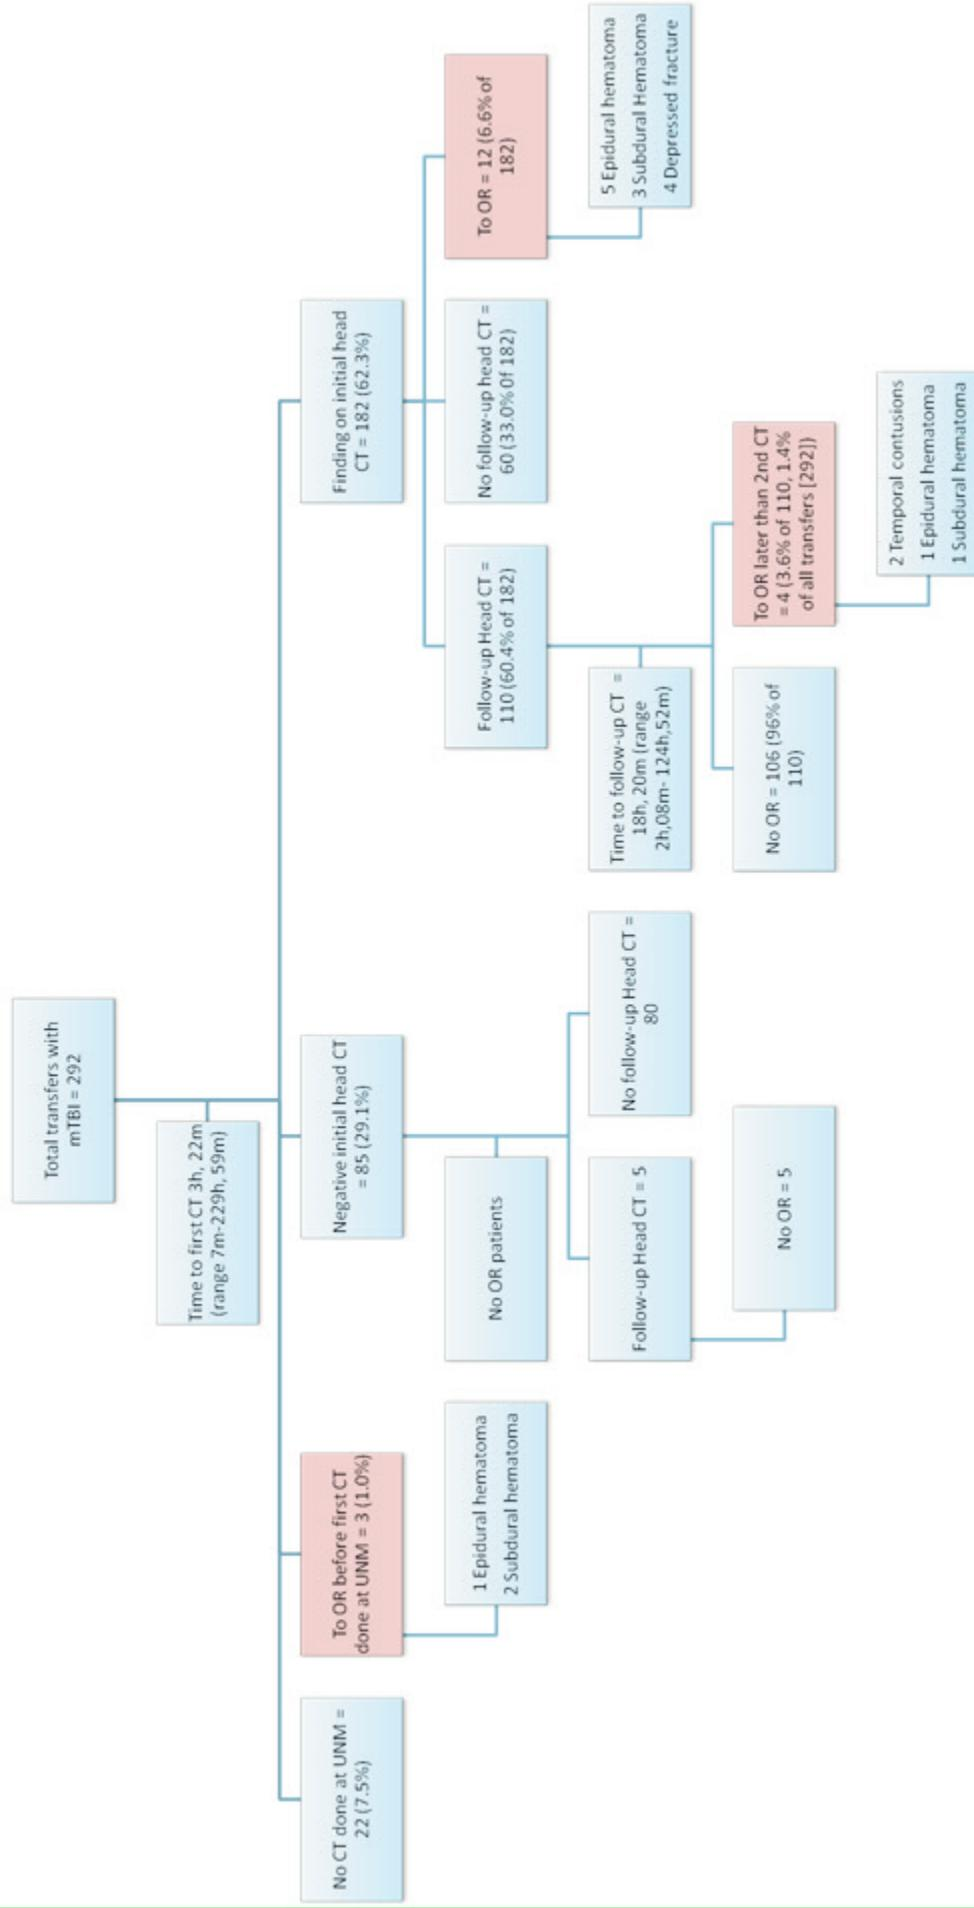 Total transfers with
mTBI = 292
Time to first CT 3h, 22m
(range 7m-229h, 59m)
No CT done at UNM =
22 (7.5%)
To OR before first CT
done at UNM = 3 (1.0%)
1 Epidural hematoma
2 Subdural hematoma
Negative initial head CT
= 85 (29.1%)
No OR patients
Follow-up Head CT = 5
No OR = 5
No follow-up Head CT =
80
Finding on initial head
CT = 182 (62.3%)
Follow-up Head CT =
110 (60.4% of 182)
Time to follow-up CT =
18h, 20m (range
2h,08m- 124h,52m)
No OR = 106 (96% of
110)
To OR later than 2nd CT
= 4 (3.6% of 110, 1.4%
of all transfers [292])
2 Temporal contusions
1 Epidural hematoma
1 Subdural hematoma
No follow-up head CT =
60 (33.0% 0f 182)
To OR = 12 (6.6% of
182)
5 Epidural hematoma
3 Subdural Hematoma
4 Depressed fracture